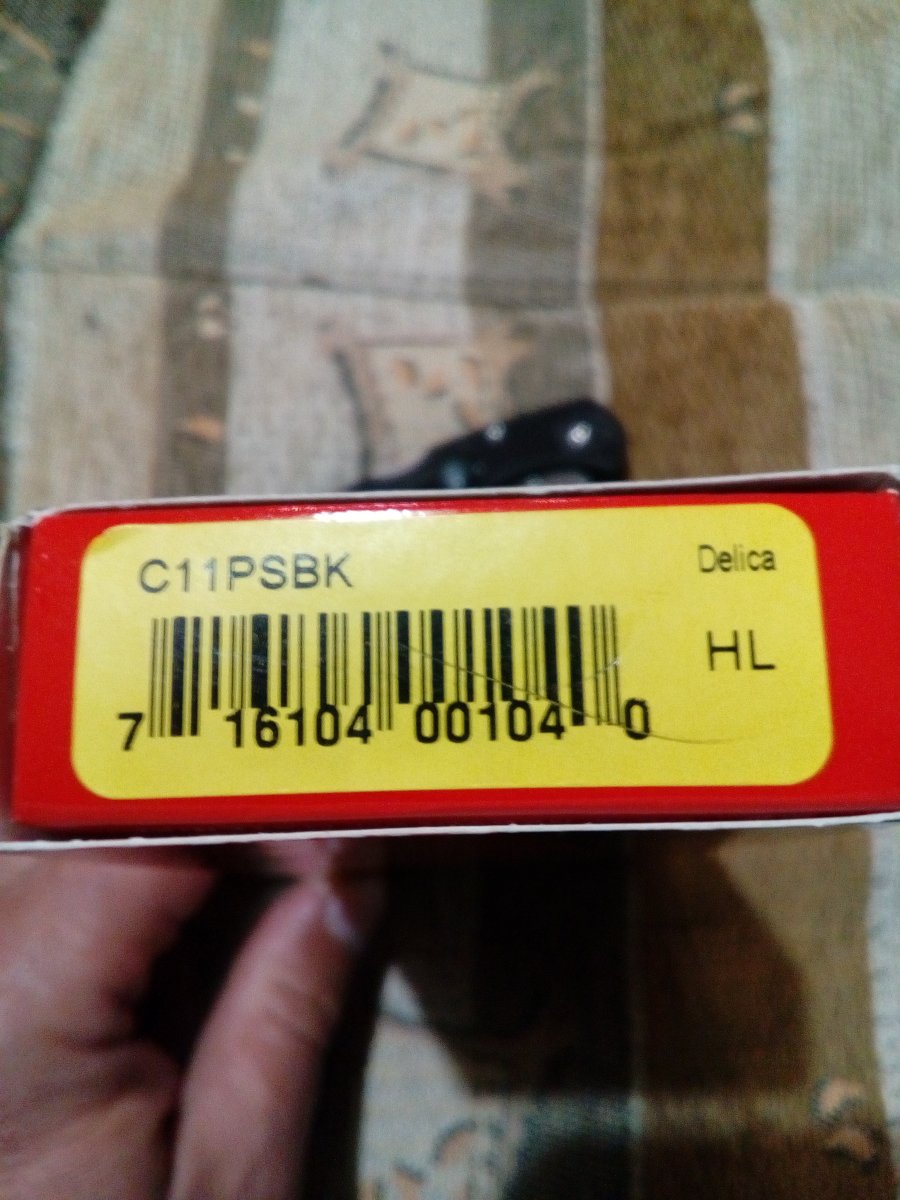 C11PSBK
Delica
HL
7 16104 00104 0